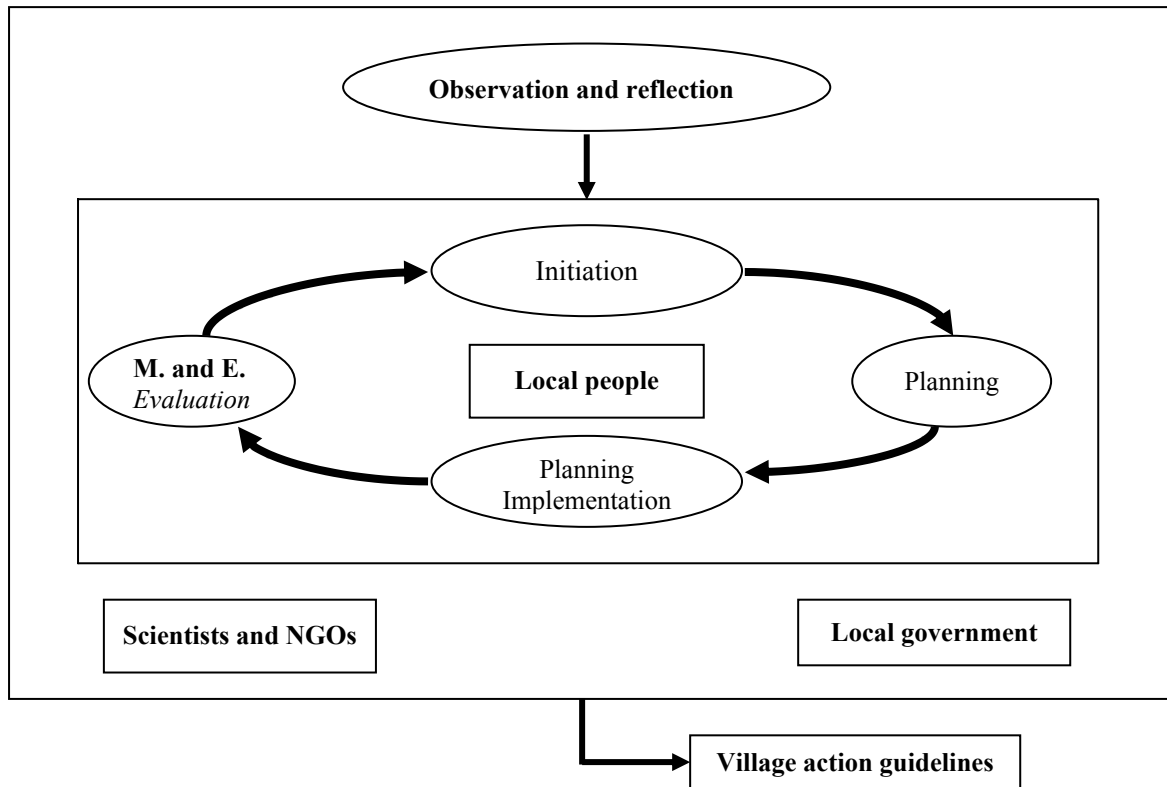 Observation and reflection
Initiation
M. and E.
Evaluation
Local people
Planning
Planning
Implementation
Scientists and NGOs
Local government
Village action guidelines